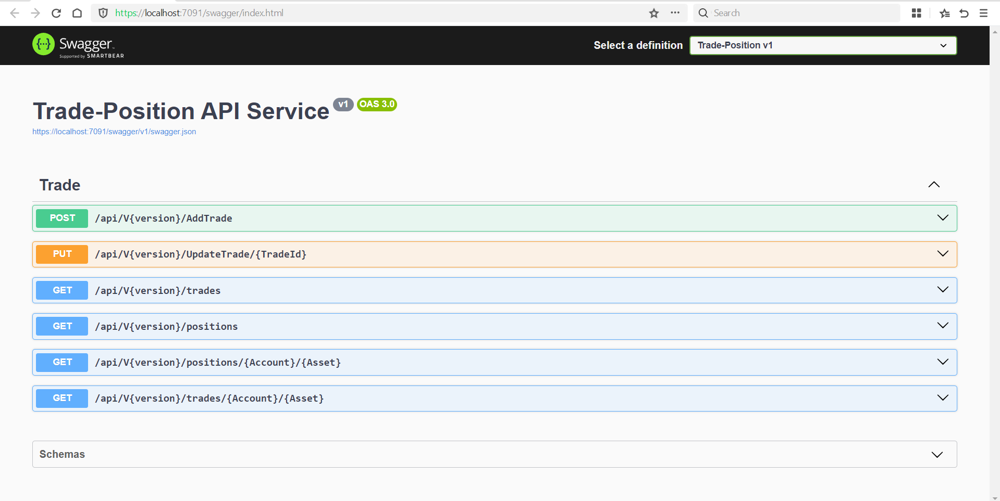 https://localhost:7091/swagger/index.html
Search
{···} Swagger™
Supported by SMARTBEAR
Select a definition
Trade-Position v1
Trade-Position API Service v1 OAS 3.0
https://localhost:7091/swagger/v1/swagger.json
Trade
POST /api/V{version}/AddTrade
PUT /api/V{version}/UpdateTrade/{TradeId}
GET /api/V{version}/trades
GET /api/V{version}/positions
GET /api/V{version}/positions/{Account}/{Asset}
GET /api/V{version}/trades/{Account}/{Asset}
Schemas